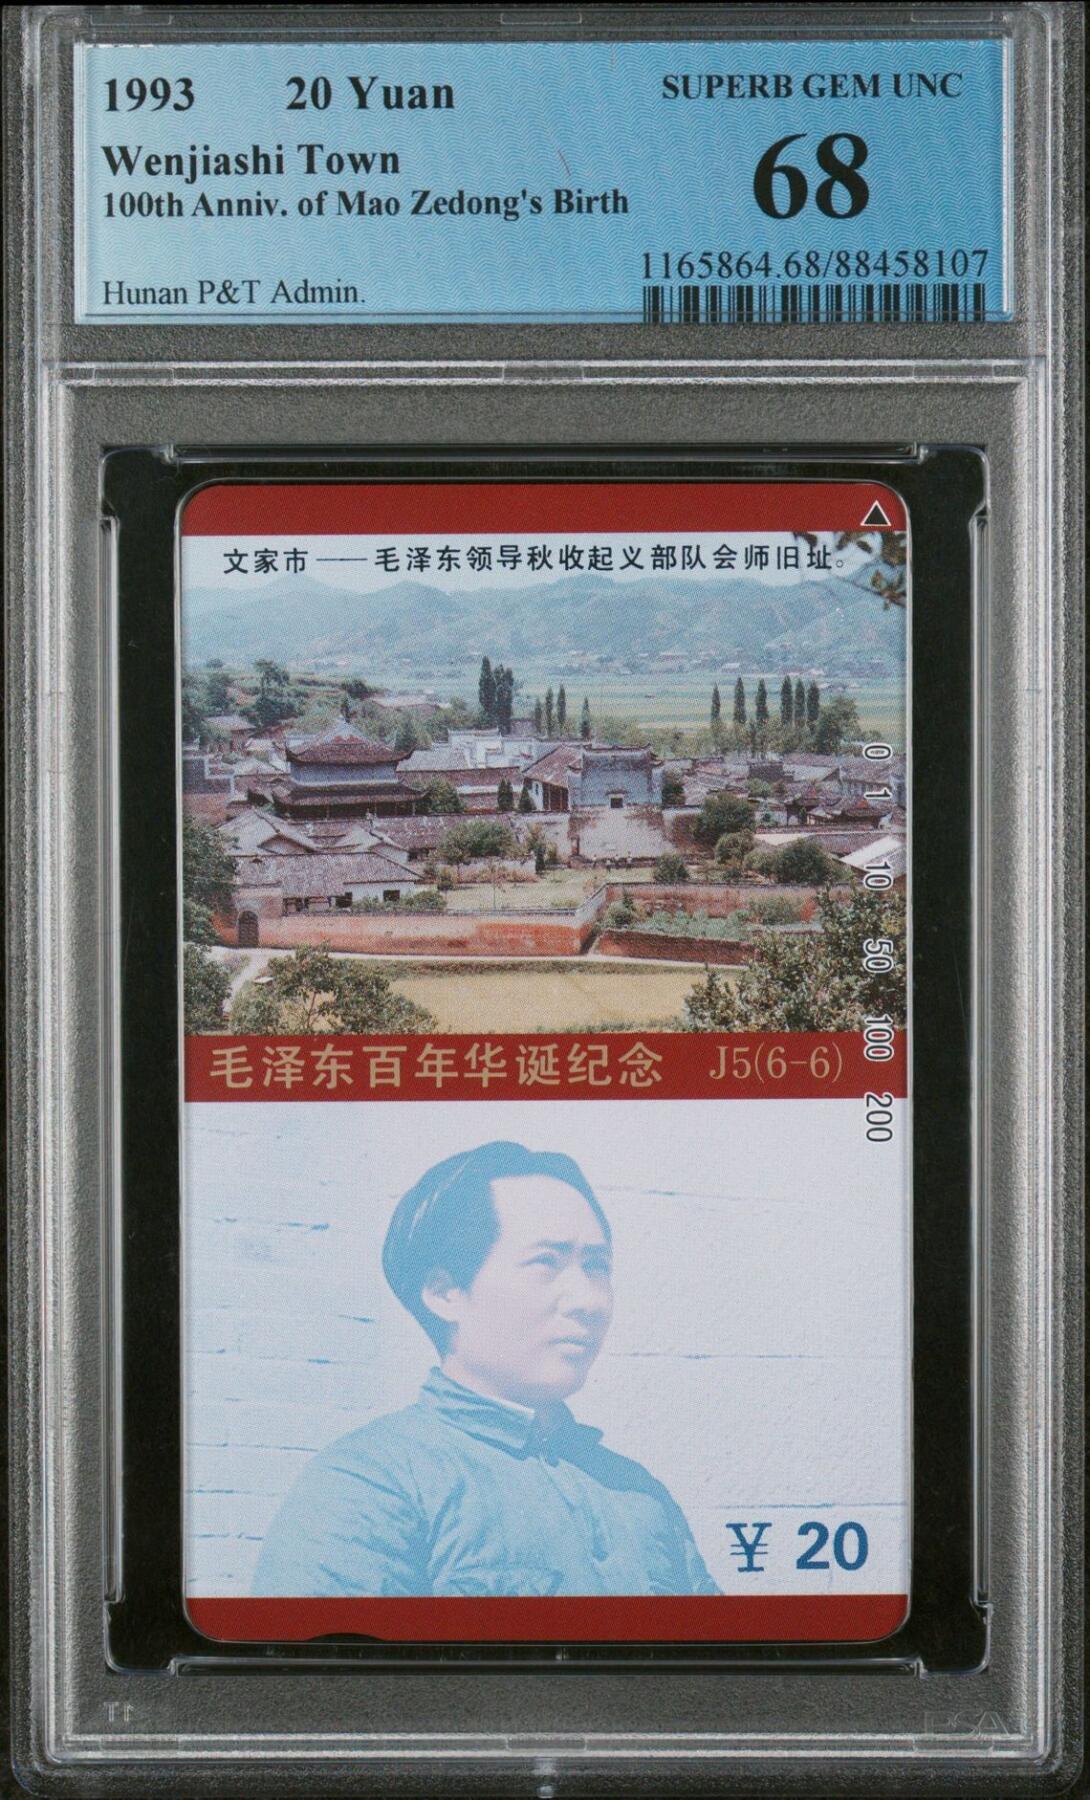 1993 20 Yuan
SUPERB GEM UNC
Wenjiashi Town
68
100th Anniv. of Mao Zedong's Birth
1165864.68/88458107
Hunan P&T Admin.
文家市——毛泽东领导秋收起义部队会师旧址。
0 1 10 50 100 200
毛泽东百年华诞纪念 J5(6-6)
¥ 20